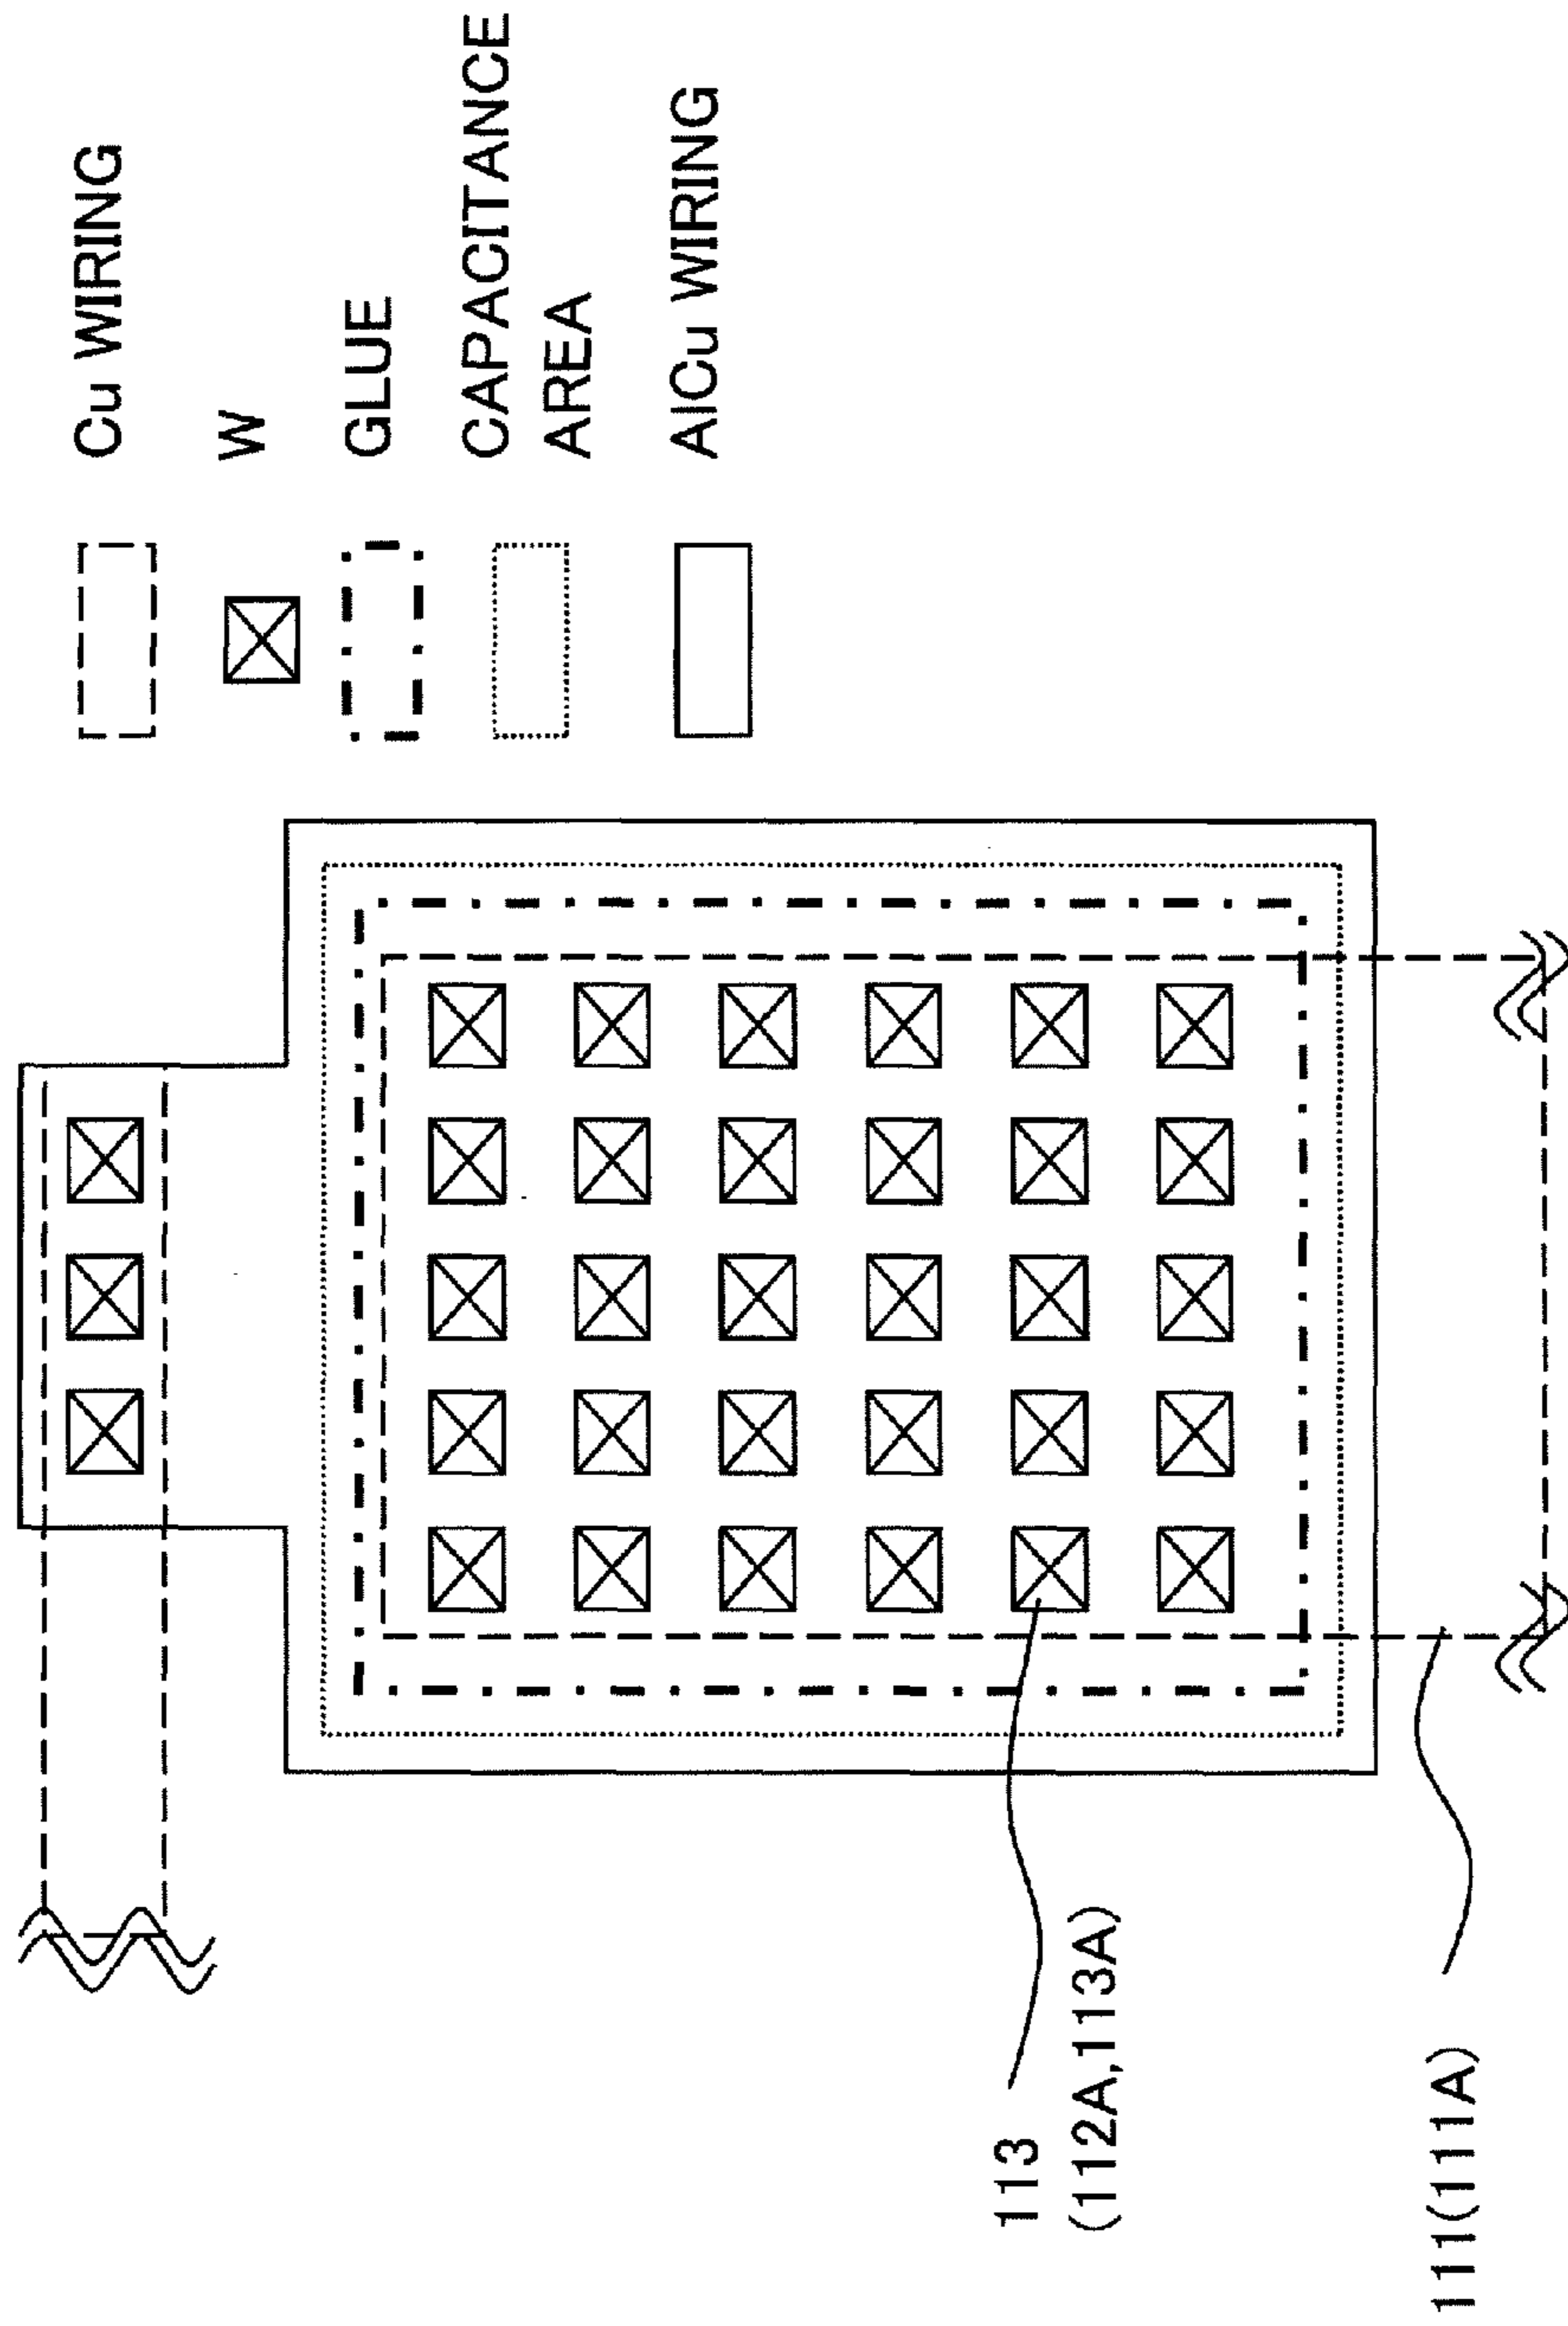 Cu WIRING
W
GLUE
CAPACITANCE
AREA
AlCu WIRING
113
(112A,113A)
111(111A)